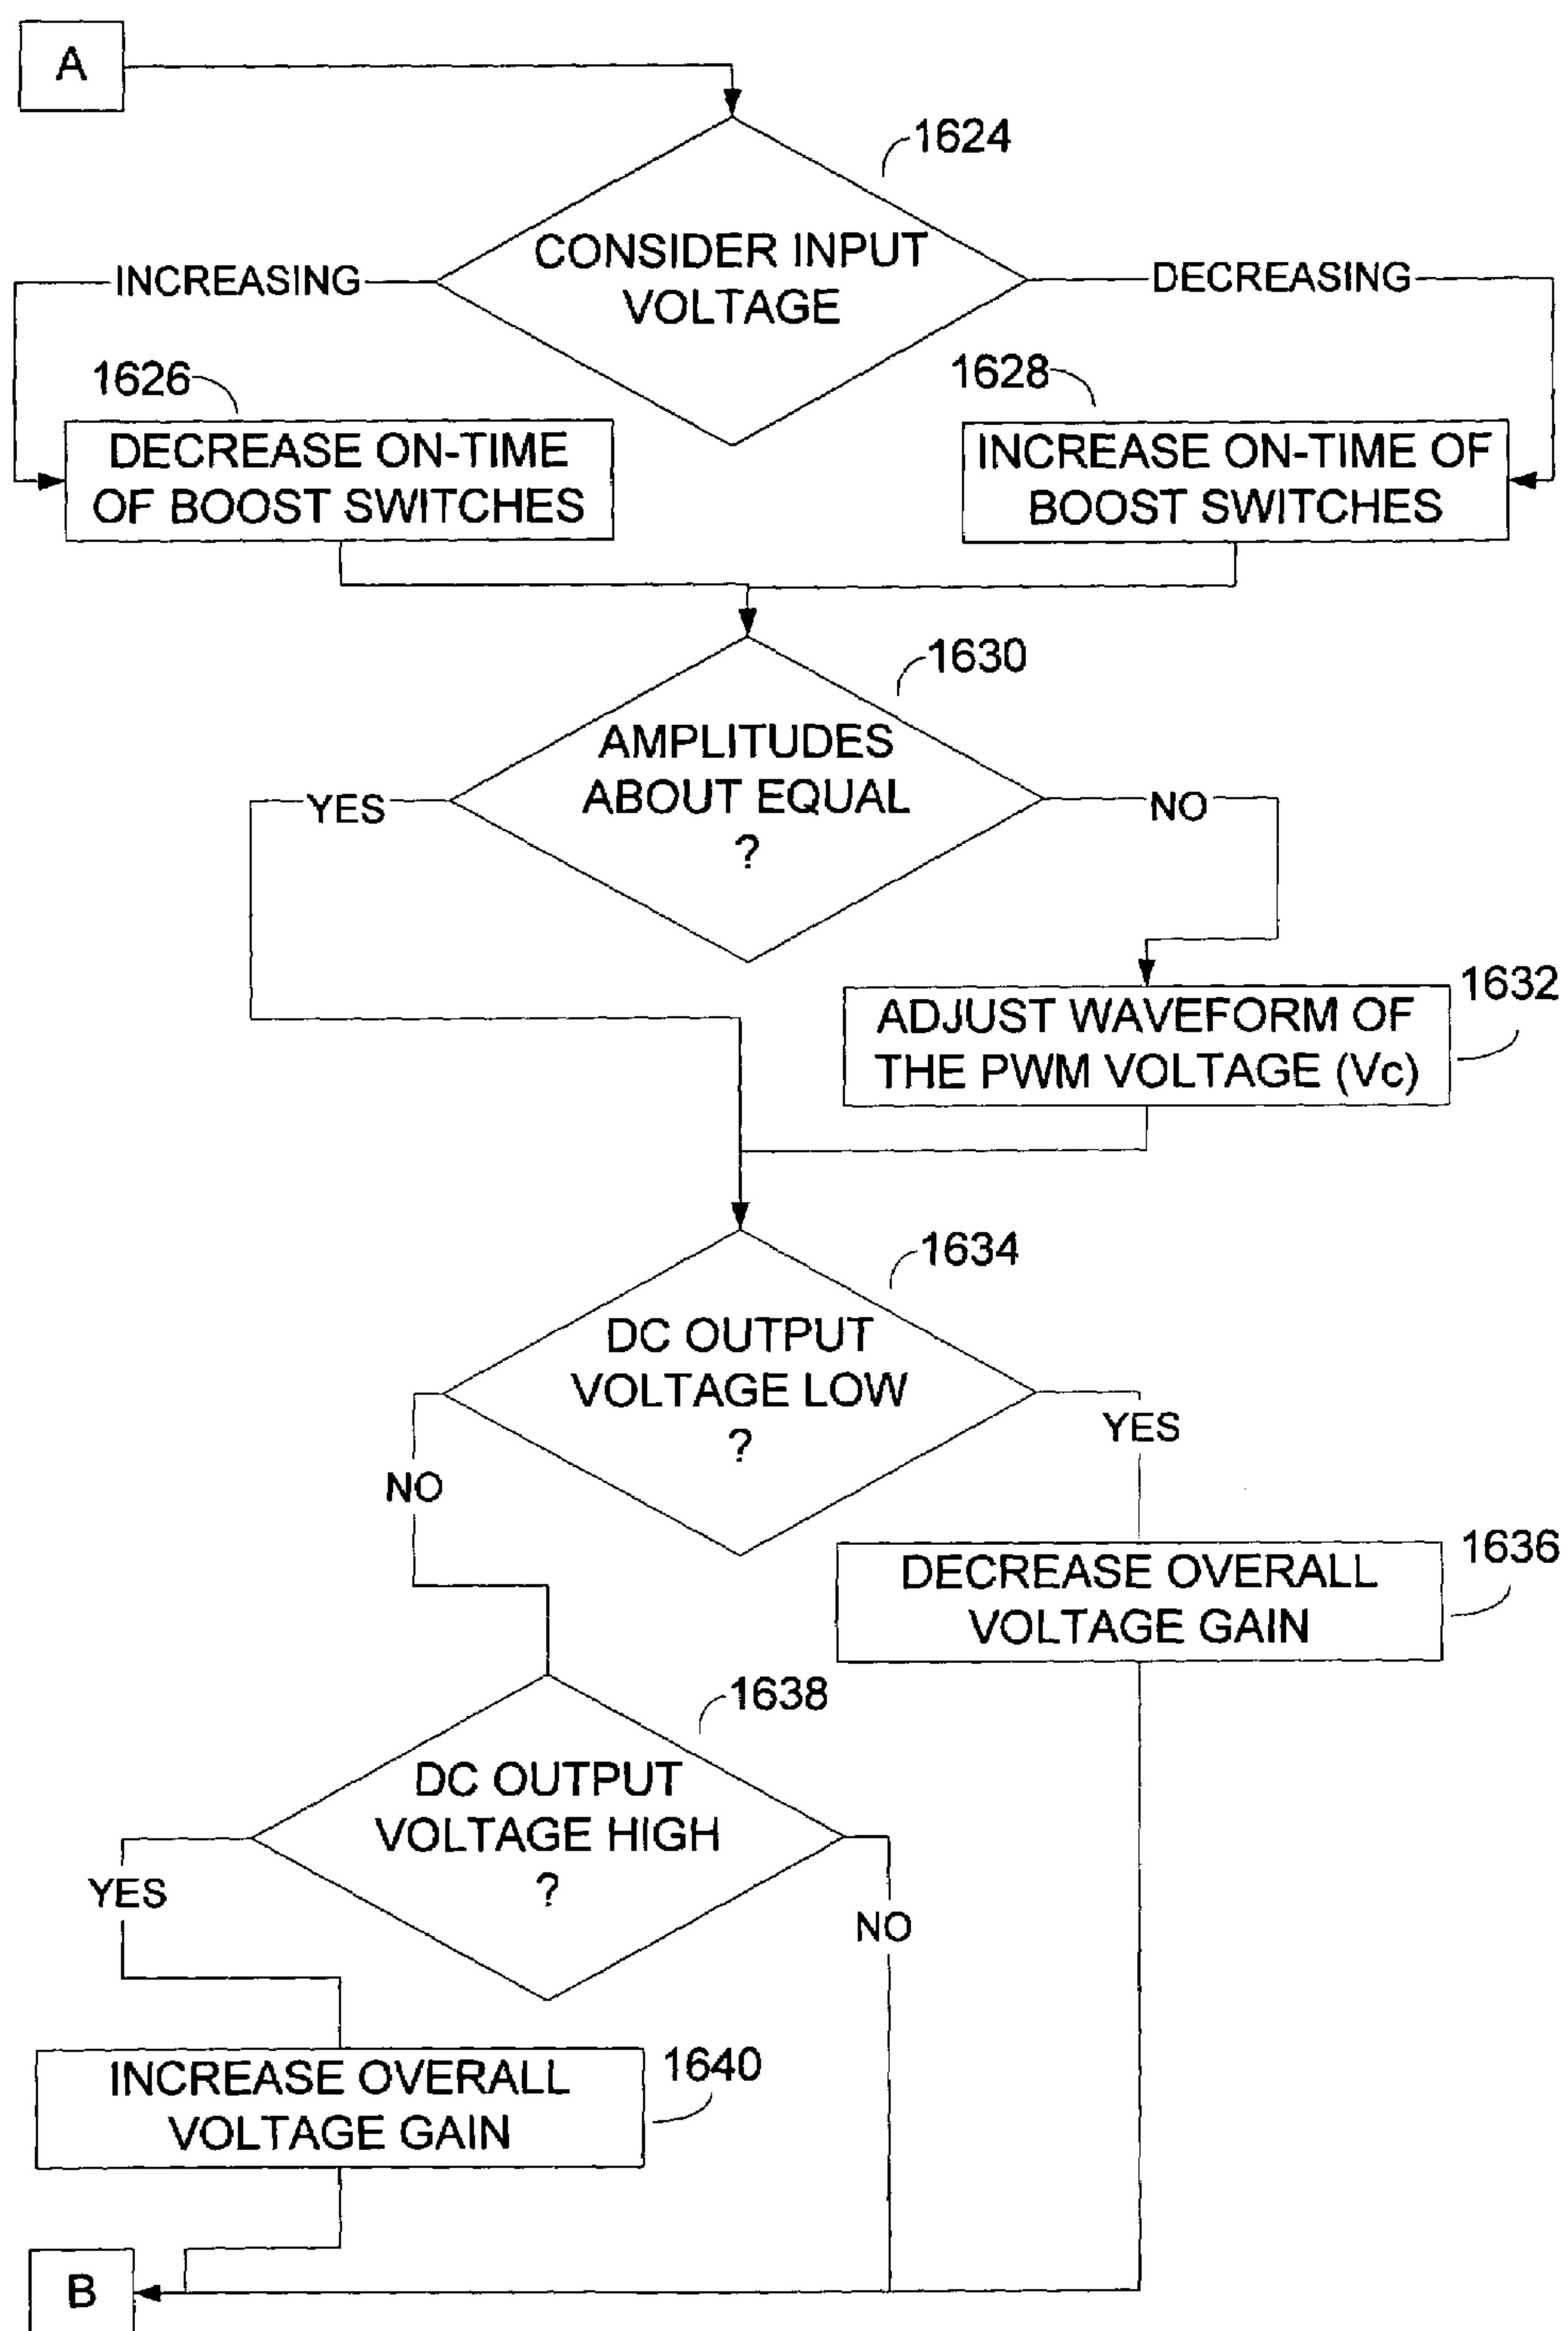 A
1624
CONSIDER INPUT
VOLTAGE
INCREASING
DECREASING
1626
DECREASE ON-TIME
OF BOOST SWITCHES
1628
INCREASE ON-TIME OF
BOOST SWITCHES
1630
AMPLITUDES
ABOUT EQUAL
?
YES
NO
1632
ADJUST WAVEFORM OF
THE PWM VOLTAGE (Vc)
1634
DC OUTPUT
VOLTAGE LOW
?
YES
NO
1636
DECREASE OVERALL
VOLTAGE GAIN
1638
DC OUTPUT
VOLTAGE HIGH
?
YES
NO
1640
INCREASE OVERALL
VOLTAGE GAIN
B